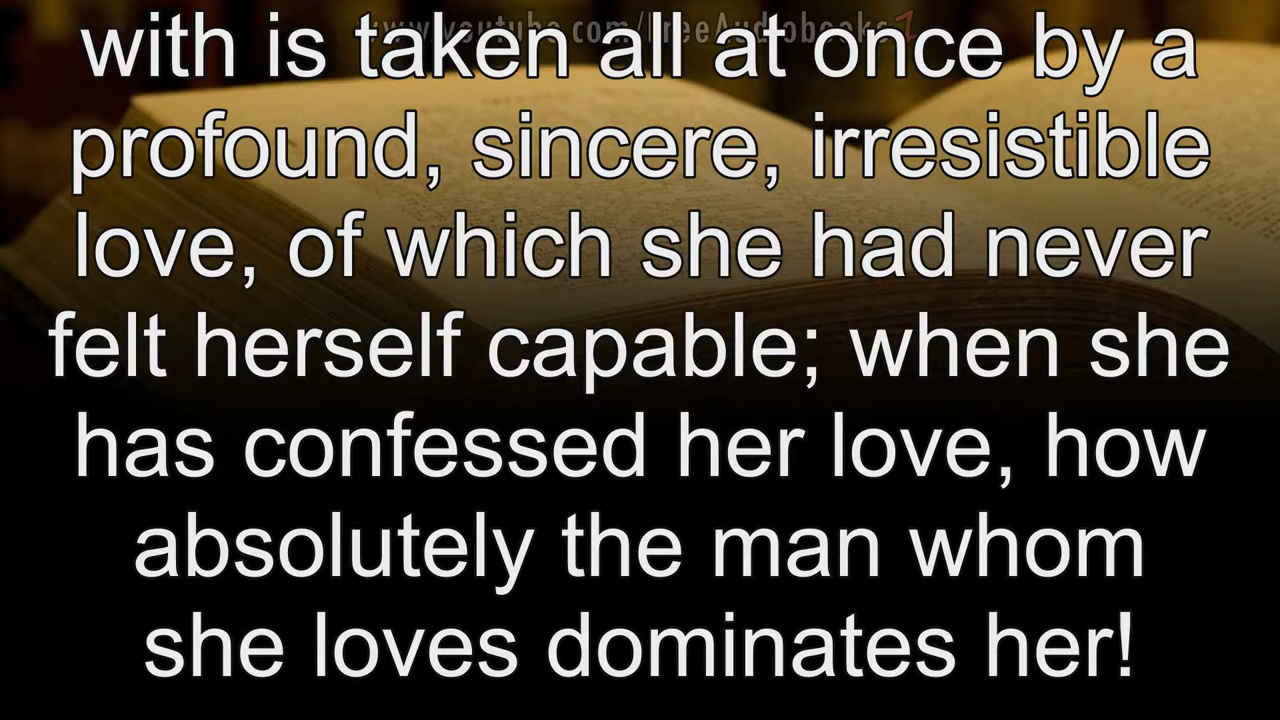 www.youtube.com/FreeAudiobooks
with is taken all at once by a
profound, sincere, irresistible
love, of which she had never
felt herself capable; when she
has confessed her love, how
absolutely the man whom
she loves dominates her!